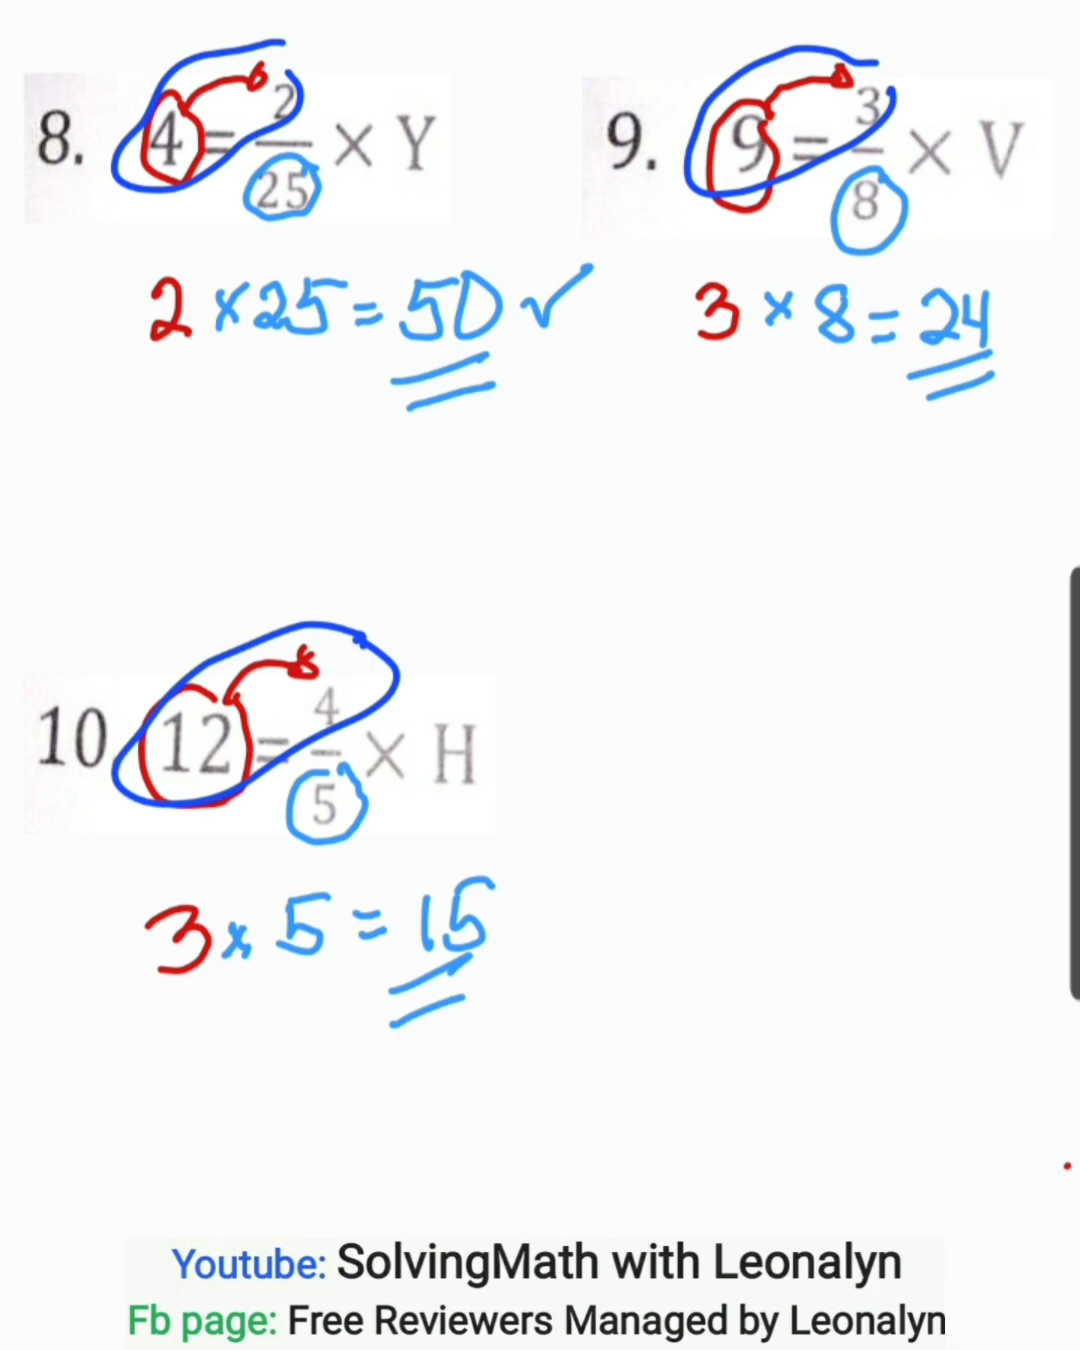 8. 4 = 2/25 × Y
2 × 25 = 50 ✓
9. 9 = 3/8 × V
3 × 8 = 24
10 12 = 4/5 × H
3 × 5 = 15
Youtube: SolvingMath with Leonalyn
Fb page: Free Reviewers Managed by Leonalyn